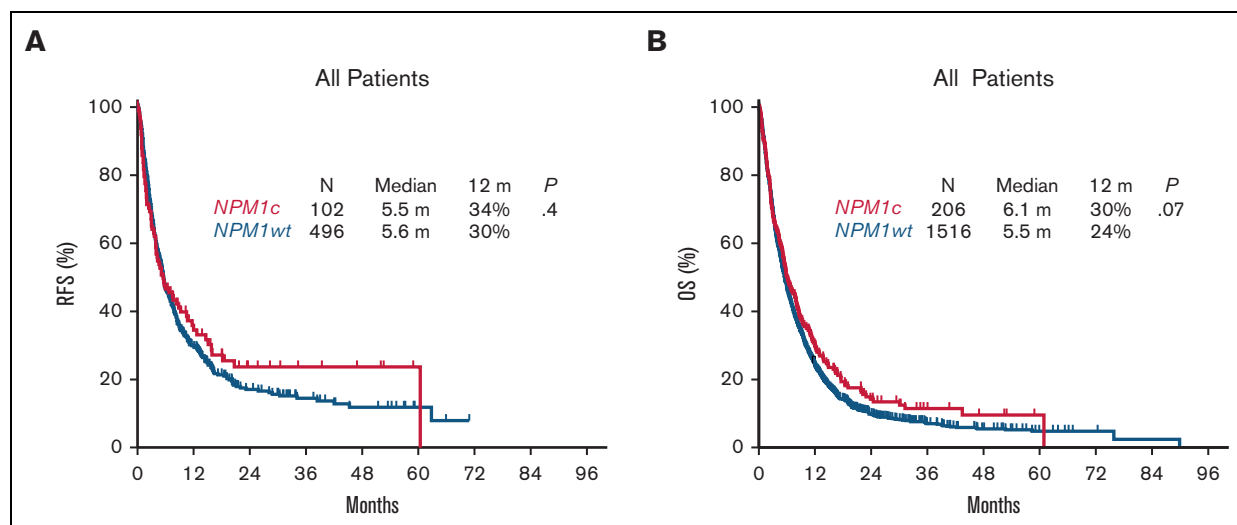 A
All Patients
N Median 12 m P
NPM1c 102 5.5 m 34% .4
NPM1wt 496 5.6 m 30%
RFS (%)
100
80
60
40
20
0
0 12 24 36 48 60 72 84 96
Months
B
All Patients
N Median 12 m P
NPM1c 206 6.1 m 30% .07
NPM1wt 1516 5.5 m 24%
OS (%)
100
80
60
40
20
0
0 12 24 36 48 60 72 84 96
Months